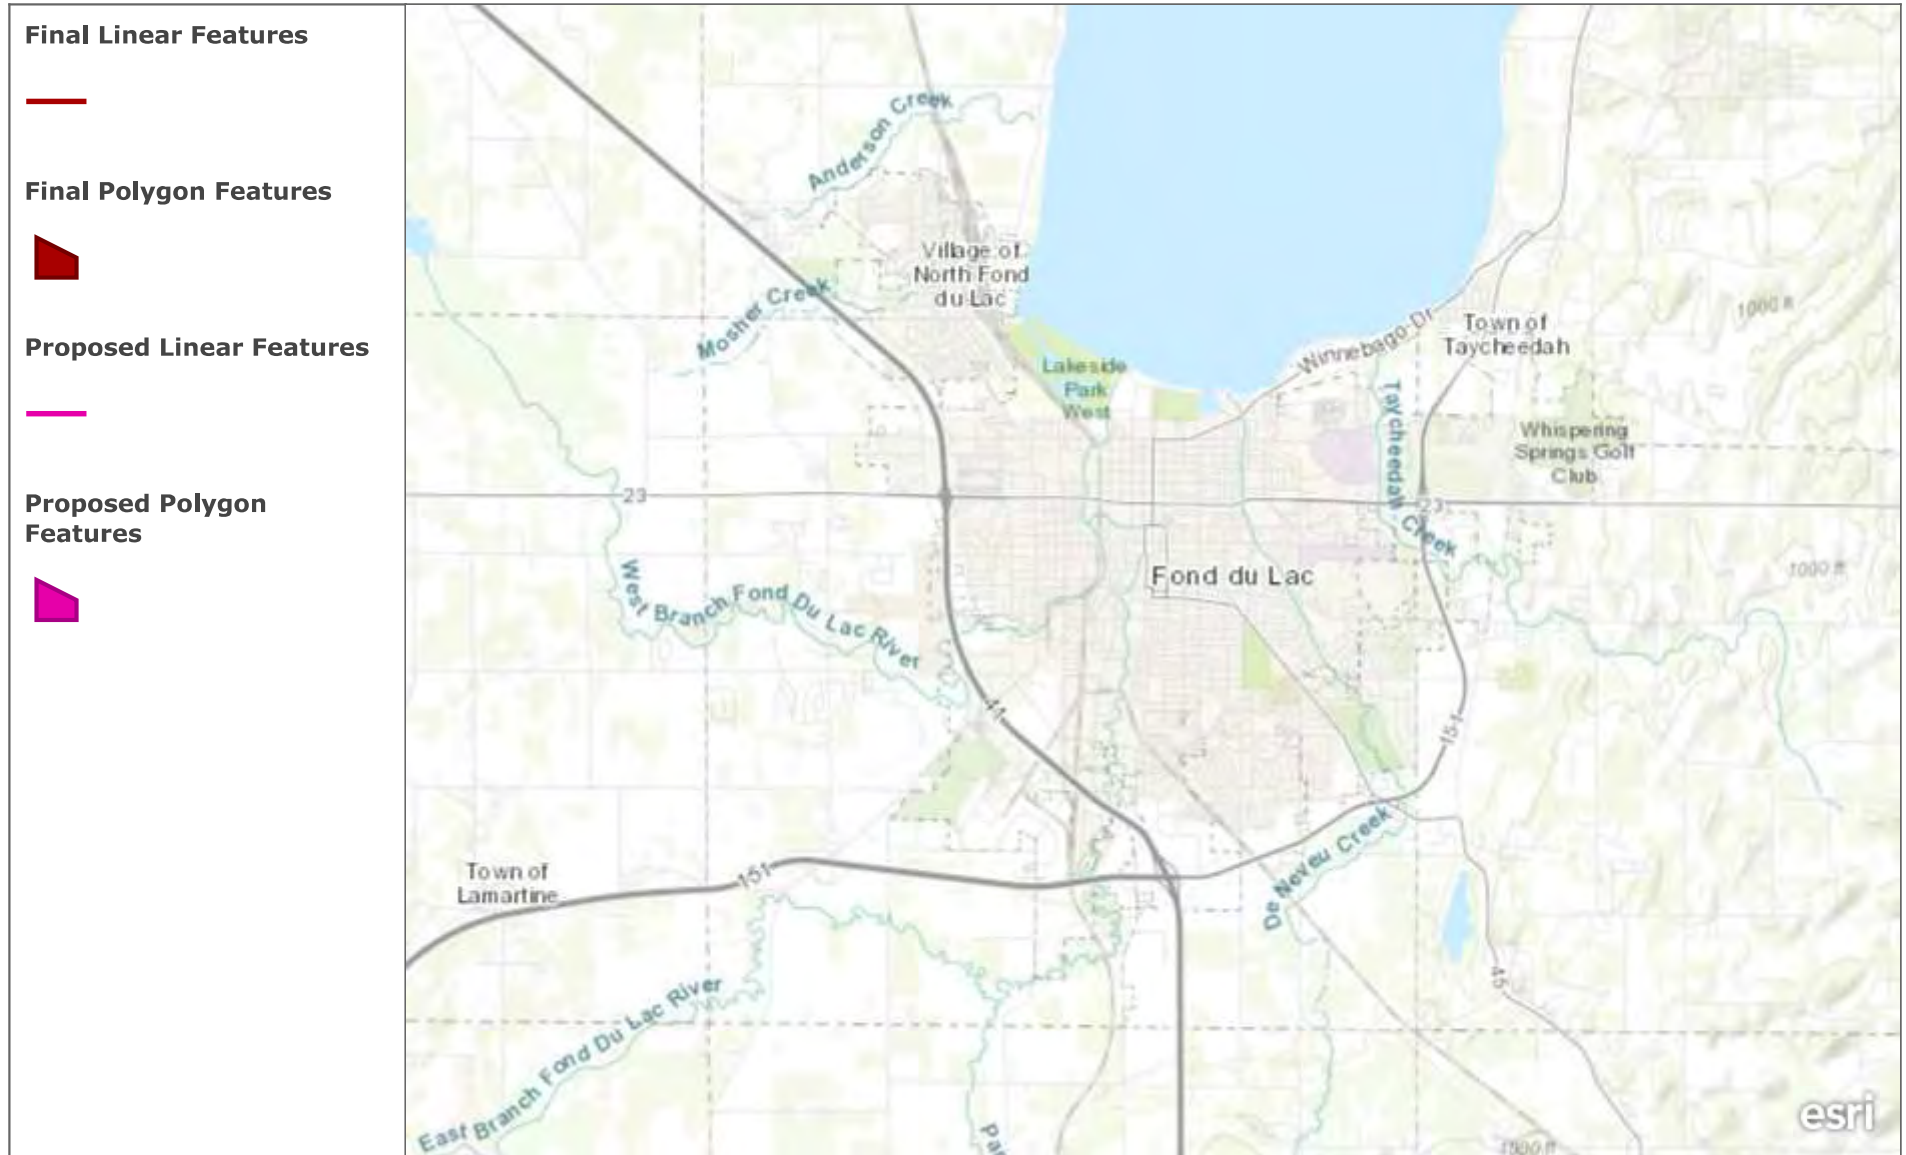 Final Linear Features
Final Polygon Features
Proposed Linear Features
Proposed Polygon
Features
Anderson Creek
Village of
North Fond
du Lac
Mosher Creek
1000 ft
Winnebago Dr
Town of
Taycheedah
Lakeside
Park
West
Taycheedah Creek
Whispering
Springs Golf
Club
23
23
West Branch Fond Du Lac River
Fond du Lac
1000 ft
41
151
Town of
Lamartine
151
De Neveu Creek
45
East Branch Fond Du Lac River
esri
1000 ft